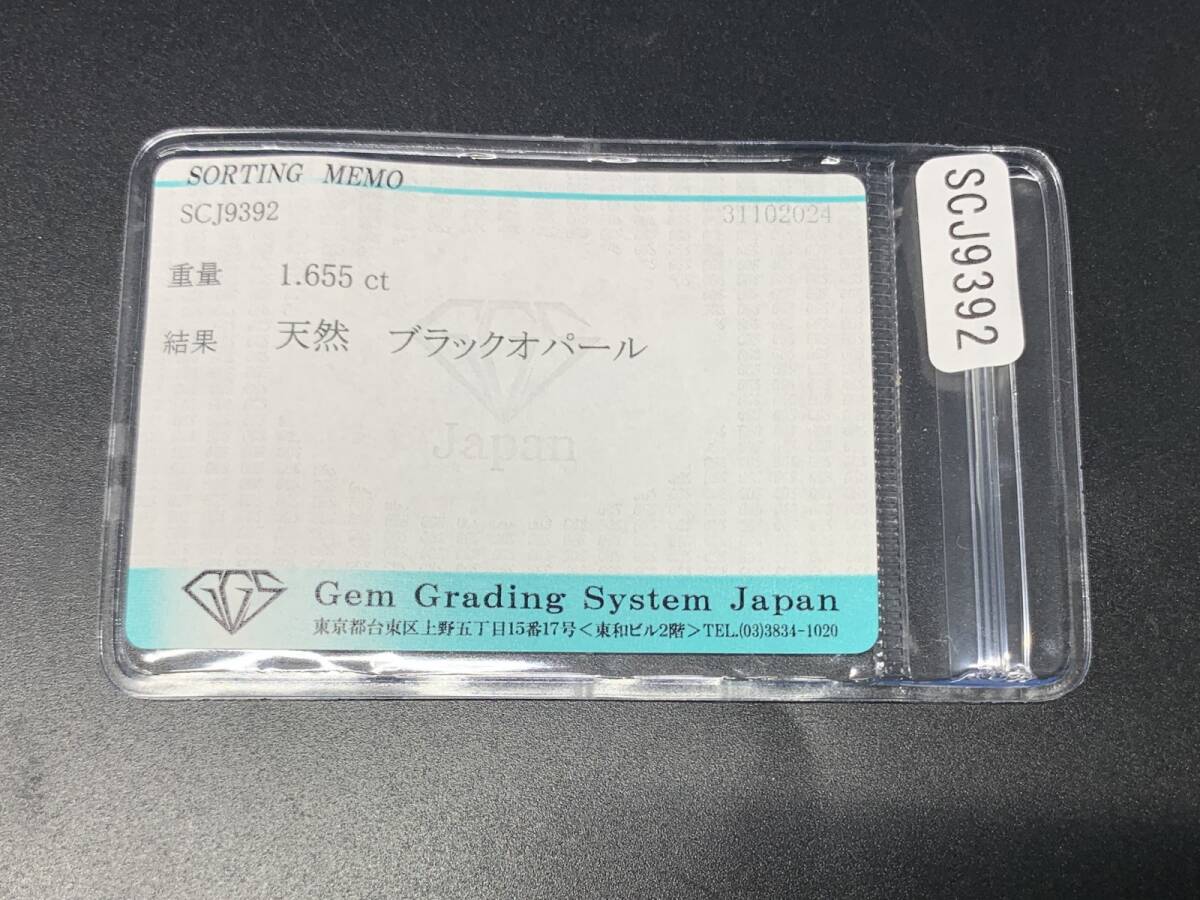 SORTING MEMO
SCJ9392 31102024
重量 1.655 ct
結果 天然 ブラックオパール
GGS
Japan
GGS Gem Grading System Japan
東京都台東区上野五丁目15番17号<東和ビル2階>TEL.(03)3834-1020
SCJ9392